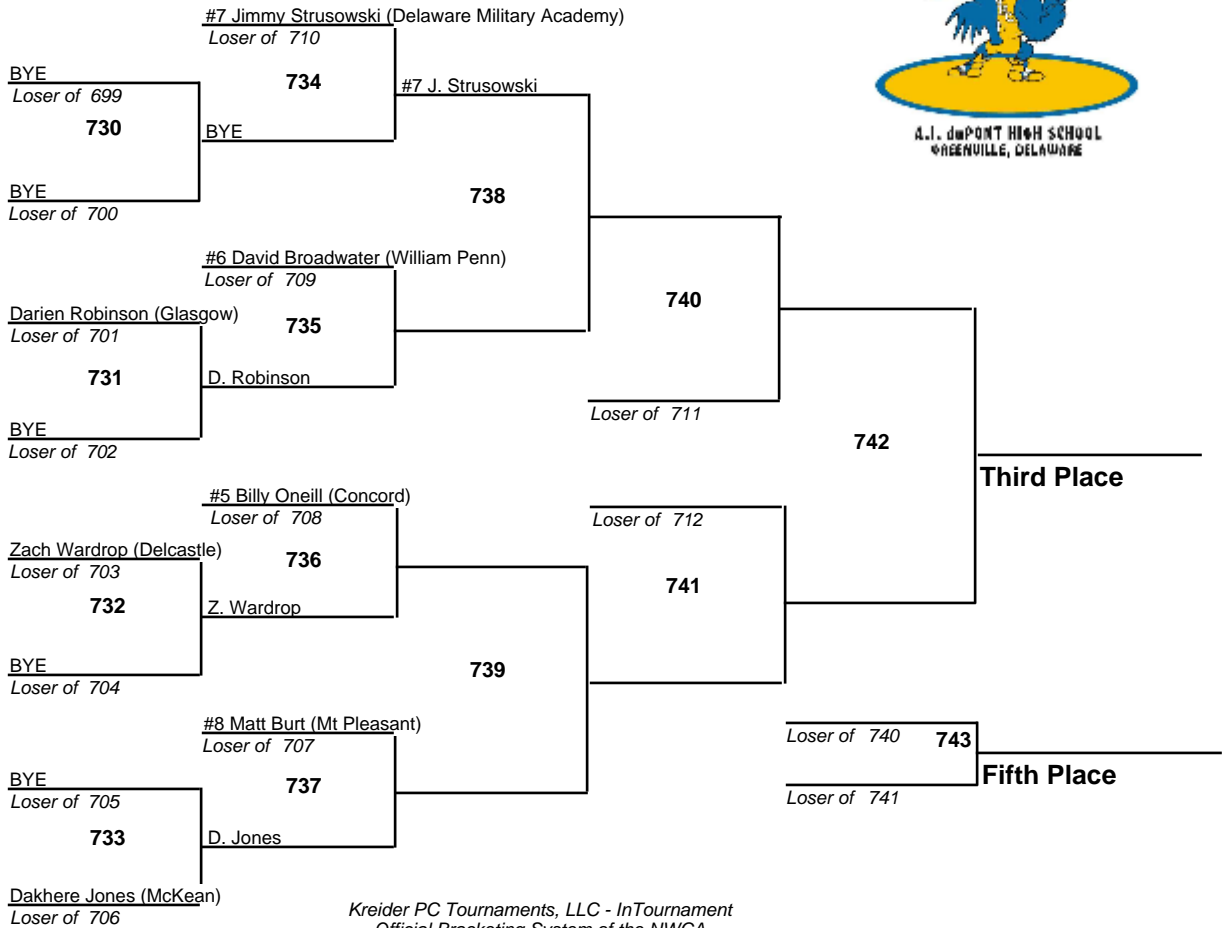 #7 Jimmy Strusowski (Delaware Military Academy)
Loser of 710
BYE
Loser of 699
734
#7 J. Strusowski
730
BYE
A.I. duPONT HIGH SCHOOL
GREENVILLE, DELAWARE
BYE
Loser of 700
738
#6 David Broadwater (William Penn)
Loser of 709
740
Darien Robinson (Glasgow)
Loser of 701
735
731
D. Robinson
Loser of 711
BYE
Loser of 702
742
Third Place
#5 Billy Oneill (Concord)
Loser of 708
Loser of 712
Zach Wardrop (Delcastle)
Loser of 703
736
741
732
Z. Wardrop
BYE
Loser of 704
739
#8 Matt Burt (Mt Pleasant)
Loser of 707
Loser of 740
743
BYE
Loser of 705
737
Fifth Place
Loser of 741
733
D. Jones
Dakhere Jones (McKean)
Loser of 706
Kreider PC Tournaments, LLC - InTournament
Official Bracketing System of the NWCA